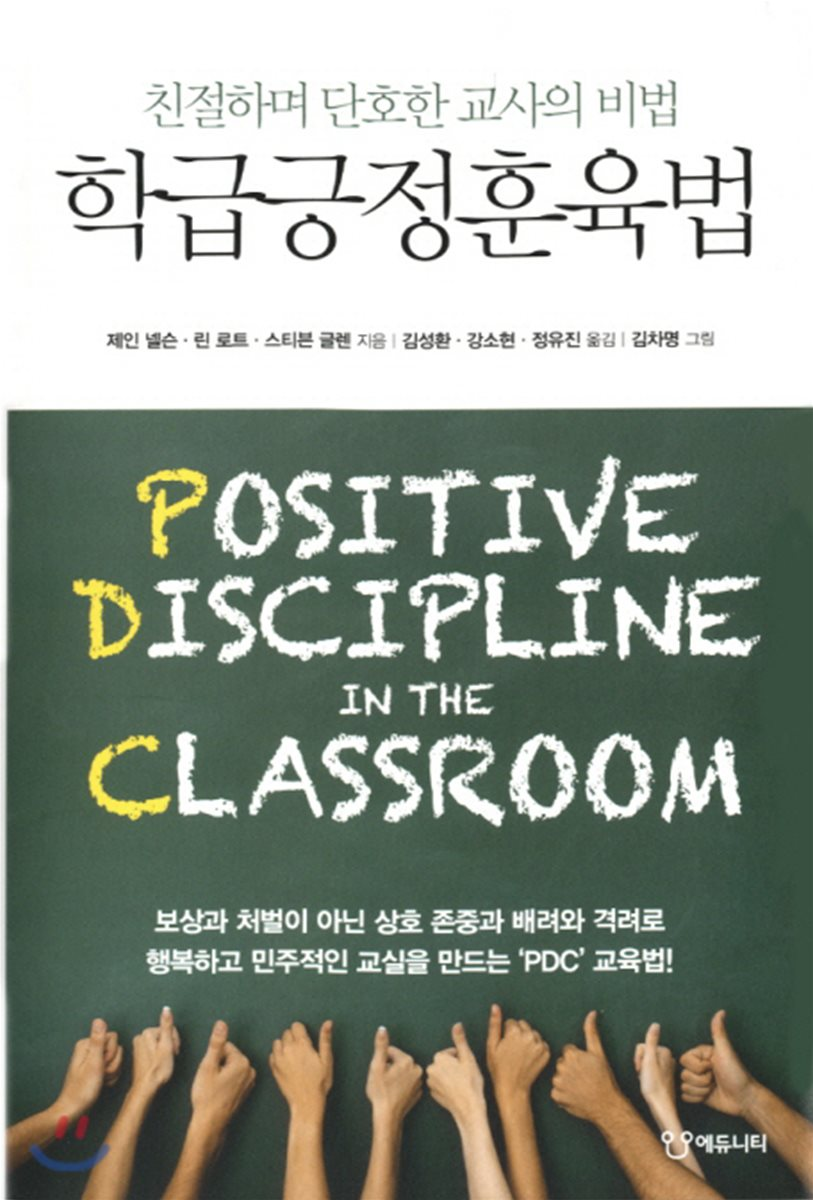 친절하며 단호한 교사의 비법
학급긍정훈육법
제인 넬슨 · 린 로트 · 스티븐 글렌 지음 | 김성환 · 강소현 · 정유진 옮김 | 김차명 그림
POSITIVE
DISCIPLINE
IN THE
CLASSROOM
보상과 처벌이 아닌 상호 존중과 배려와 격려로
행복하고 민주적인 교실을 만드는 ‘PDC’ 교육법!
에듀니티